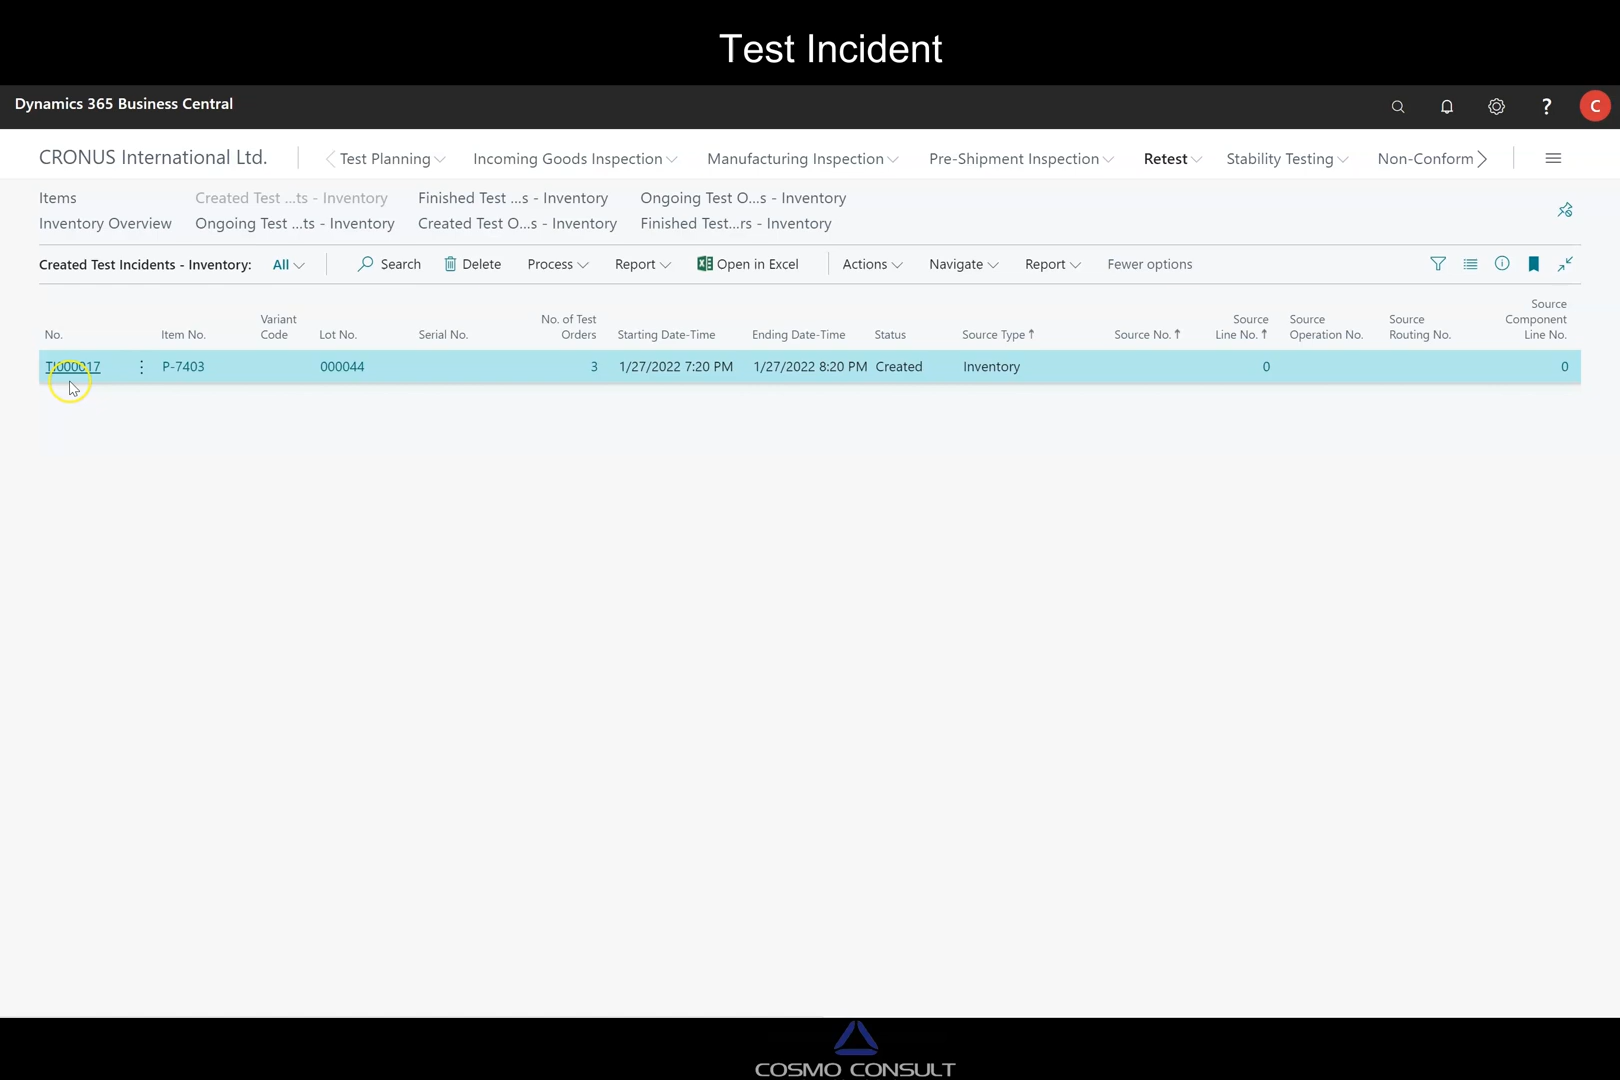 Test Incident
Dynamics 365 Business Central
?
C
CRONUS International Ltd.
Test Planning
Incoming Goods Inspection
Manufacturing Inspection
Pre-Shipment Inspection
Retest
Stability Testing
Non-Conform
Items
Created Test ...ts - Inventory
Finished Test ...s - Inventory
Ongoing Test O...s - Inventory
Inventory Overview
Ongoing Test ...ts - Inventory
Created Test O...s - Inventory
Finished Test...rs - Inventory
Created Test Incidents - Inventory:
All
Search
Delete
Process
Report
Open in Excel
Actions
Navigate
Report
Fewer options
No.
Item No.
Variant
Code
Lot No.
Serial No.
No. of Test
Orders
Starting Date-Time
Ending Date-Time
Status
Source Type ↑
Source No. ↑
Source
Line No. ↑
Source
Operation No.
Source
Routing No.
Source
Component
Line No.
TI000017
P-7403
000044
3
1/27/2022 7:20 PM
1/27/2022 8:20 PM
Created
Inventory
0
0
COSMO CONSULT